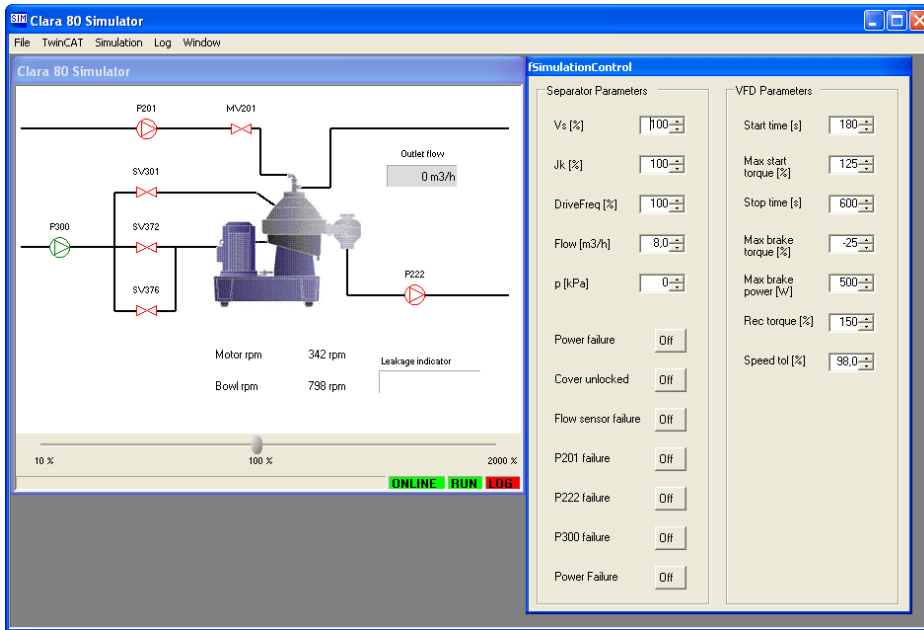 SIM Clara 80 Simulator
File TwinCAT Simulation Log Window
Clara 80 Simulator
P201 MV201
Outlet flow
0 m3/h
SV301
P300 SV372
SV376
P222
Motor rpm 342 rpm
Leakage indicator
Bowl rpm 798 rpm
10 % 100 % 2000 %
ONLINE RUN LOG
fSimulationControl
Separator Parameters
Vs [%] 100
Jk [%] 100
DriveFreq [%] 100
Flow [m3/h] 8,0
p [kPa] 0
Power failure Off
Cover unlocked Off
Flow sensor failure Off
P201 failure Off
P222 failure Off
P300 failure Off
Power Failure Off
VFD Parameters
Start time [s] 180
Max start
torque [%] 125
Stop time [s] 600
Max brake
torque [%] -25
Max brake
power [W] 500
Rec torque [%] 150
Speed tol [%] 98,0